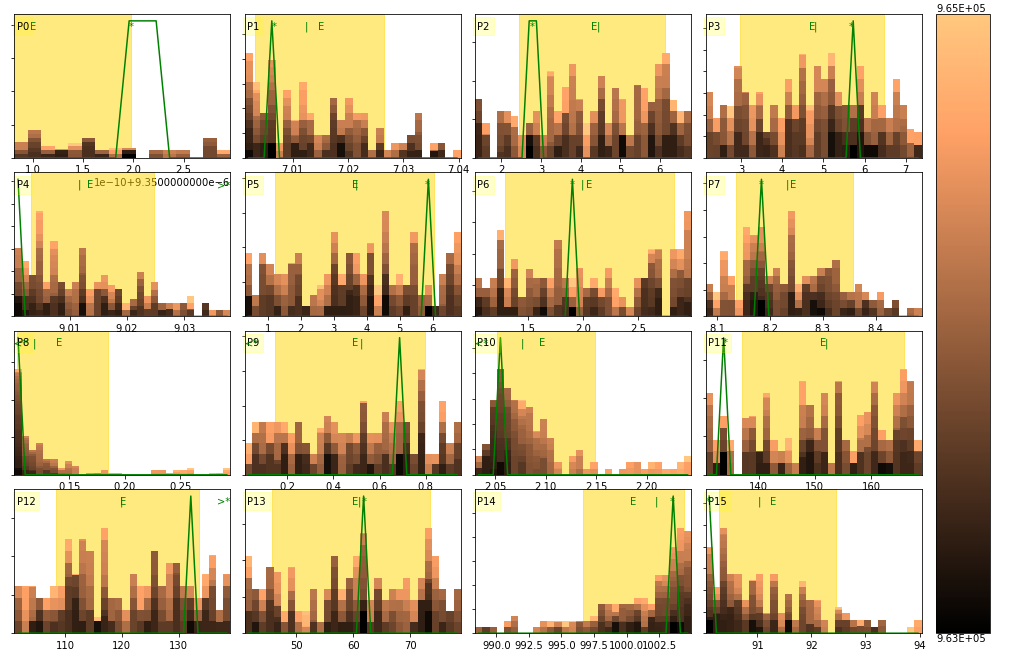 9.65E+05
P0 E *
P1 * | E
P2 * E|
P3 E| *
1.0 1.5 2.0 2.5
7.01 7.02 7.03 7.04
2 3 4 5 6
3 4 5 6 7
P4 | E 1e-10+9.3500000000e−6 >*
P5 E| *
P6 * | E
P7 * |E
9.01 9.02 9.03
1 2 3 4 5 6
1.5 2.0 2.5
8.1 8.2 8.3 8.4
P8 | E
P9 E| *
P10 * | E
P11 * E|
0.15 0.25
0.2 0.4 0.6 0.8
2.05 2.10 2.15 2.20
140 160
P12 E | >*
P13 E| *
P14 E | *
P15 | E
110 120 130
50 60 70
990.0 992.5 995.0 997.5 1000.0 1002.5
91 92 93 94
9.63E+05